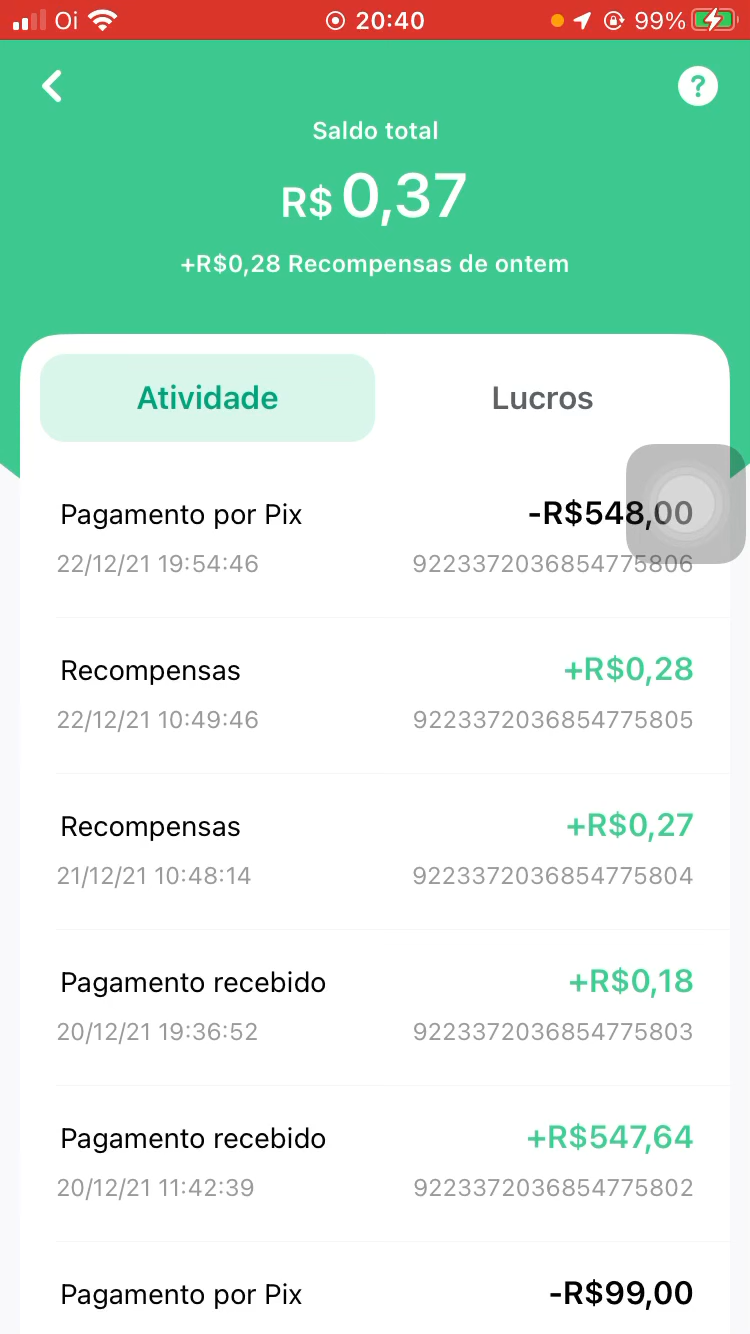 Oi 20:40 99%
?
Saldo total
R$ 0,37
+R$0,28 Recompensas de ontem
Atividade Lucros
Pagamento por Pix -R$548,00
22/12/21 19:54:46 9223372036854775806
Recompensas +R$0,28
22/12/21 10:49:46 9223372036854775805
Recompensas +R$0,27
21/12/21 10:48:14 9223372036854775804
Pagamento recebido +R$0,18
20/12/21 19:36:52 9223372036854775803
Pagamento recebido +R$547,64
20/12/21 11:42:39 9223372036854775802
Pagamento por Pix -R$99,00